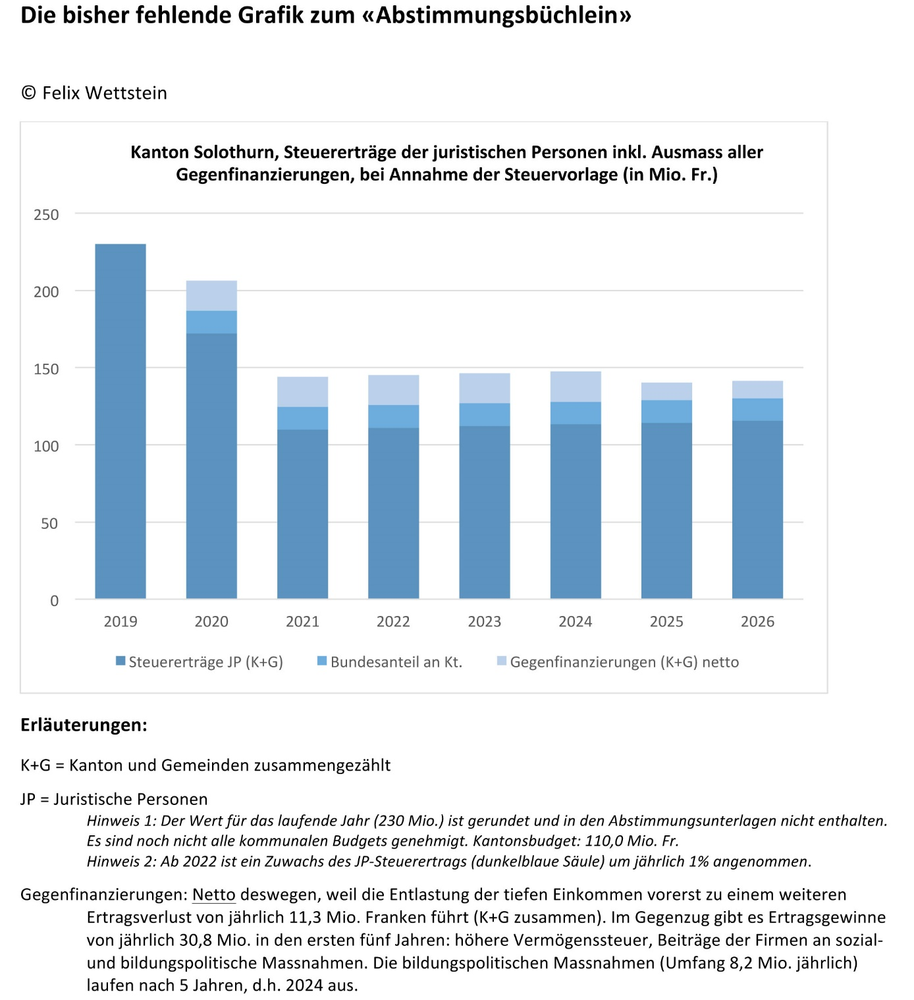 Die bisher fehlende Grafik zum «Abstimmungsbüchlein»
© Felix Wettstein
Kanton Solothurn, Steuererträge der juristischen Personen inkl. Ausmass aller
Gegenfinanzierungen, bei Annahme der Steuervorlage (in Mio. Fr.)
250
200
150
100
50
0
2019 2020 2021 2022 2023 2024 2025 2026
Steuererträge JP (K+G) Bundesanteil an Kt. Gegenfinanzierungen (K+G) netto
Erläuterungen:
K+G = Kanton und Gemeinden zusammengezählt
JP = Juristische Personen
Hinweis 1: Der Wert für das laufende Jahr (230 Mio.) ist gerundet und in den Abstimmungsunterlagen nicht enthalten.
Es sind noch nicht alle kommunalen Budgets genehmigt. Kantonsbudget: 110,0 Mio. Fr.
Hinweis 2: Ab 2022 ist ein Zuwachs des JP-Steuerertrags (dunkelblaue Säule) um jährlich 1% angenommen.
Gegenfinanzierungen: Netto deswegen, weil die Entlastung der tiefen Einkommen vorerst zu einem weiteren
Ertragsverlust von jährlich 11,3 Mio. Franken führt (K+G zusammen). Im Gegenzug gibt es Ertragsgewinne
von jährlich 30,8 Mio. in den ersten fünf Jahren: höhere Vermögenssteuer, Beiträge der Firmen an sozial-
und bildungspolitische Massnahmen. Die bildungspolitischen Massnahmen (Umfang 8,2 Mio. jährlich)
laufen nach 5 Jahren, d.h. 2024 aus.